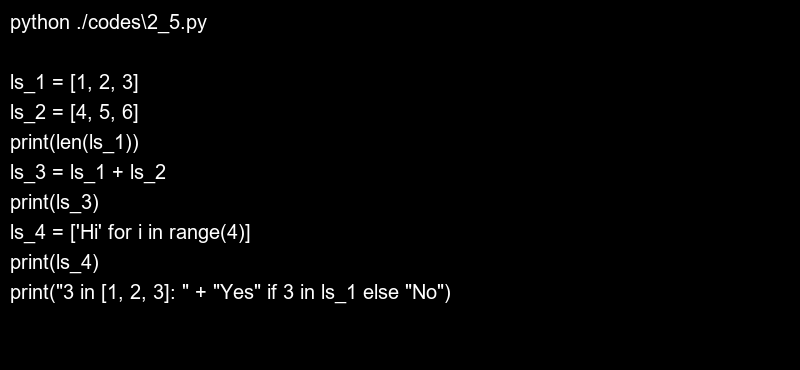 python ./codes\2_5.py
ls_1 = [1, 2, 3]
ls_2 = [4, 5, 6]
print(len(ls_1))
ls_3 = ls_1 + ls_2
print(ls_3)
ls_4 = ['Hi' for i in range(4)]
print(ls_4)
print("3 in [1, 2, 3]: " + "Yes" if 3 in ls_1 else "No")